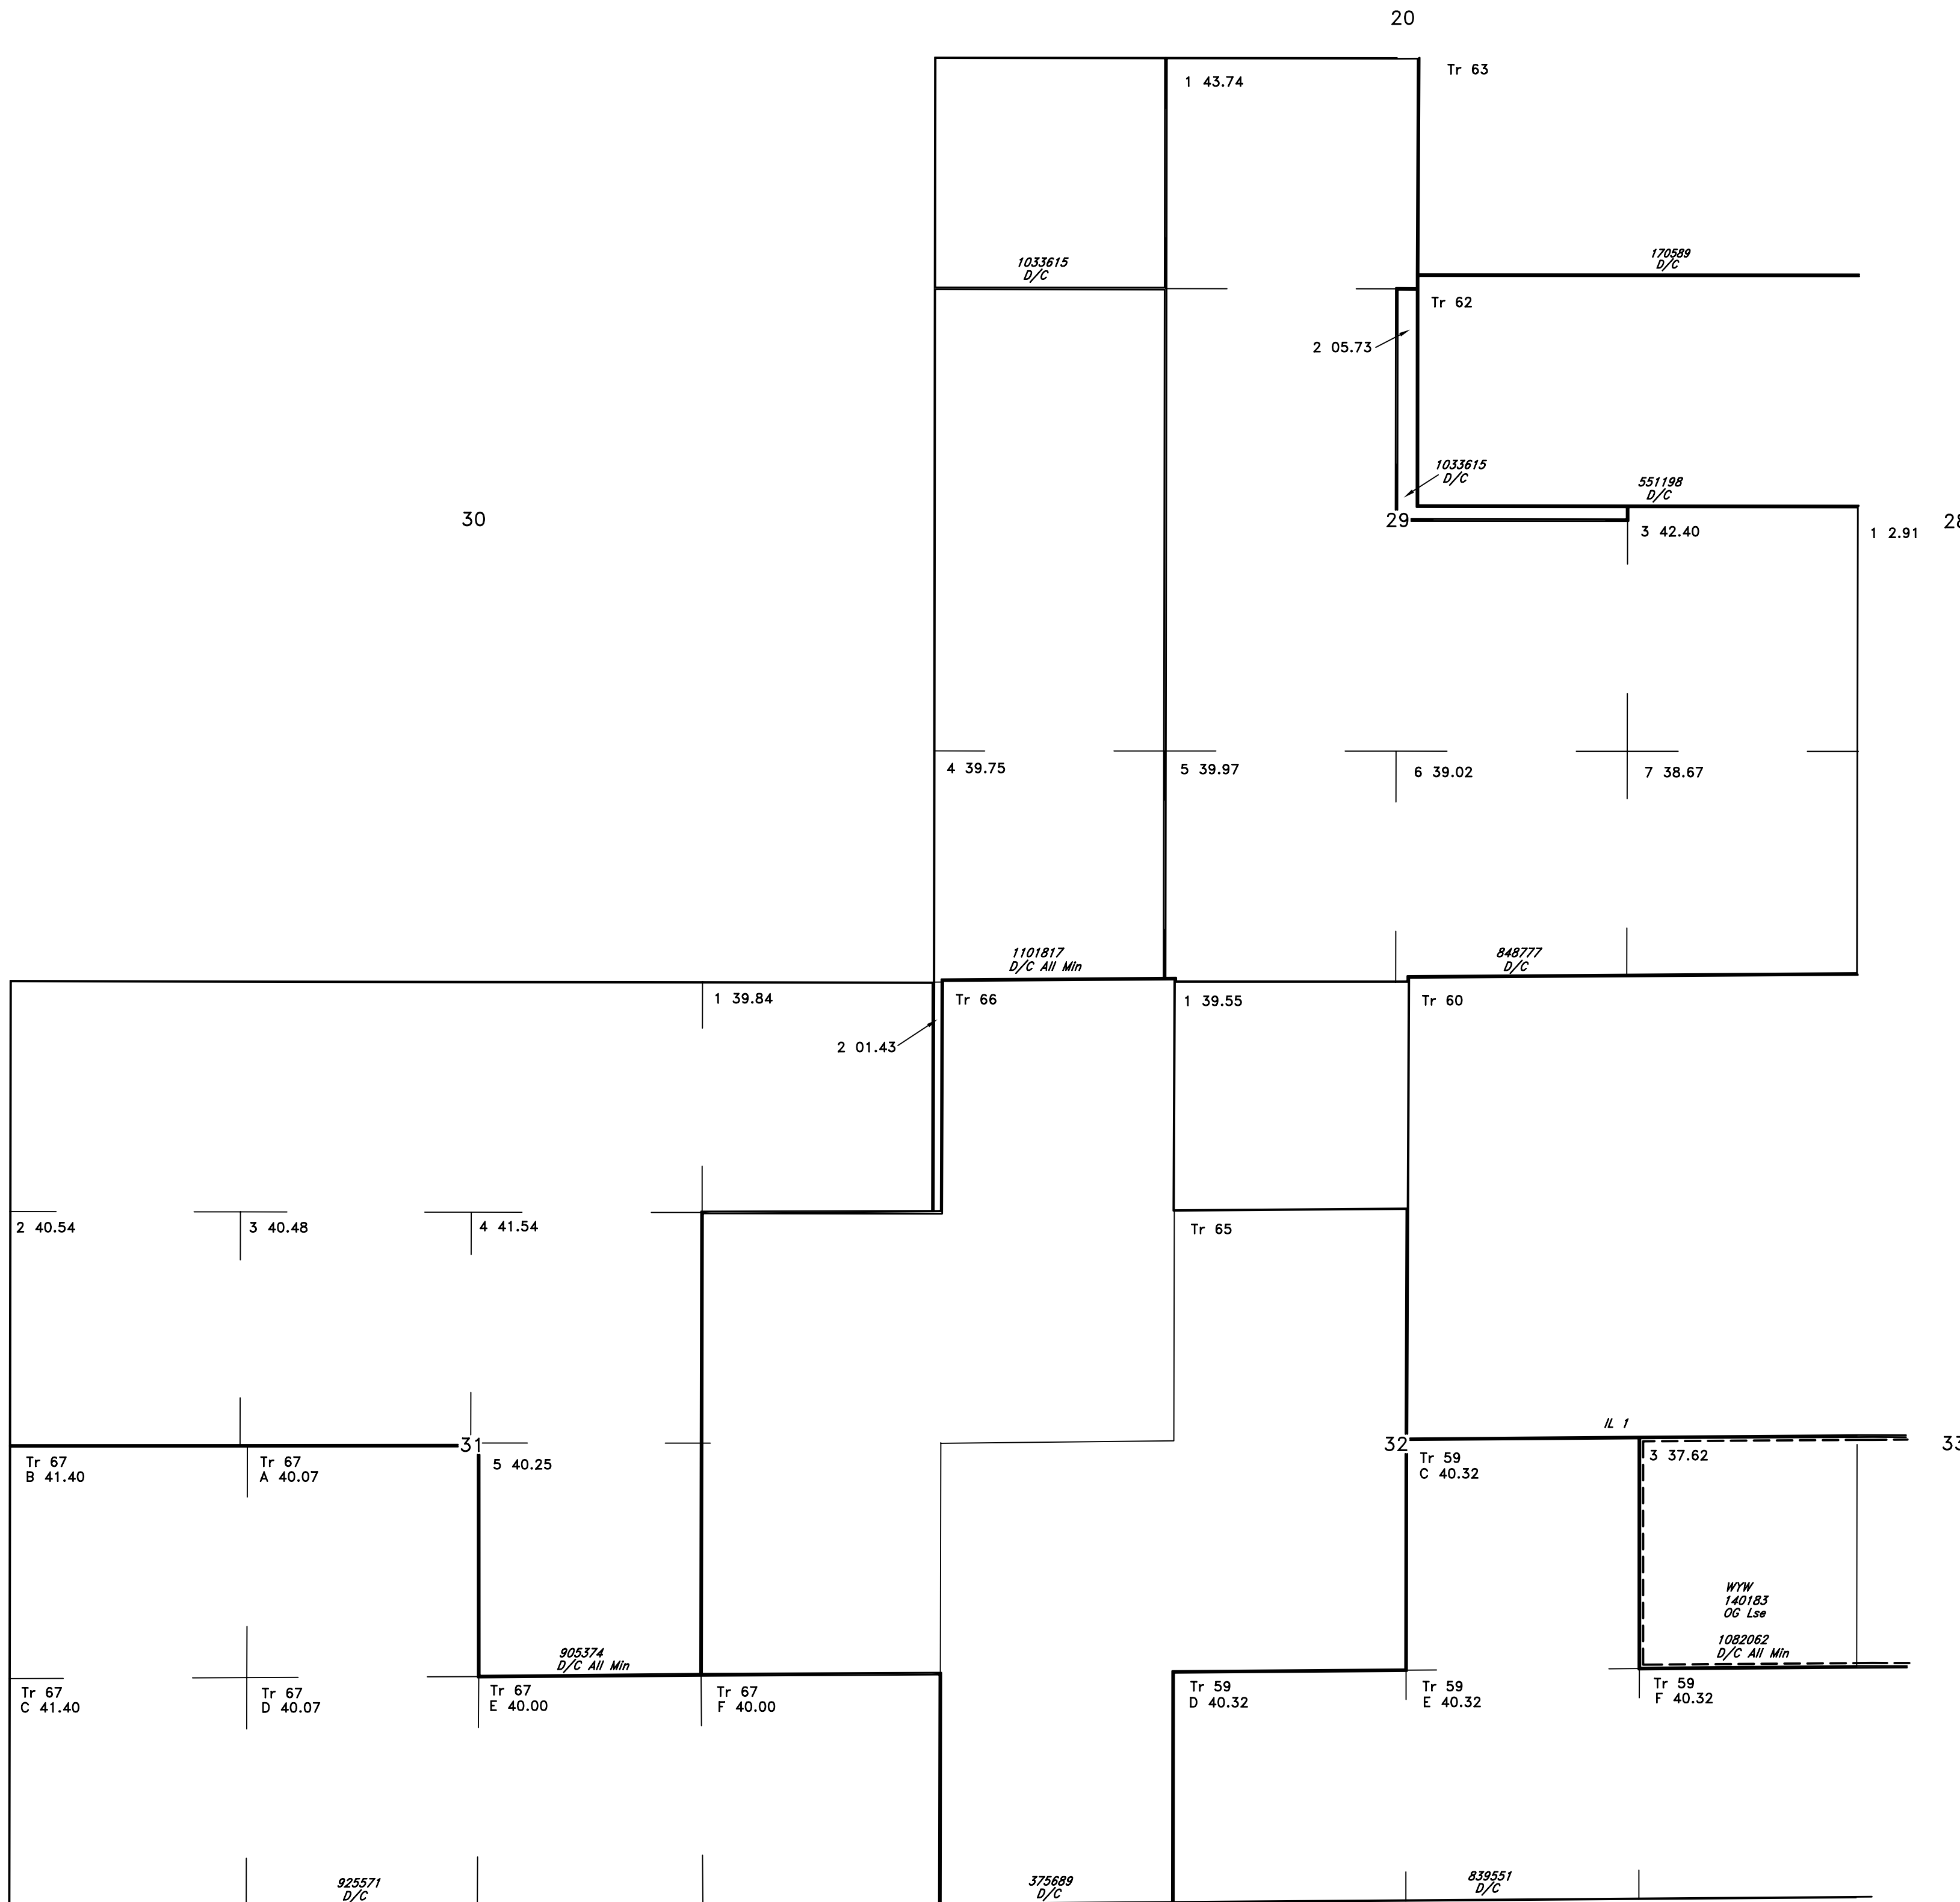 20
Tr 63
1 43.74
170589
D/C
1033615
D/C
Tr 62
2 05.73
1033615
D/C
551198
D/C
30
29
3 42.40
1 2.91
4 39.75
5 39.97
6 39.02
7 38.67
1101817
D/C All Min
848777
D/C
1 39.84
Tr 66
1 39.55
Tr 60
2 01.43
2 40.54
3 40.48
4 41.54
Tr 65
IL 1
31
32
33
Tr 67
B 41.40
Tr 67
A 40.07
5 40.25
Tr 59
C 40.32
3 37.62
WYW
140183
OG Lse
1082062
D/C All Min
905374
D/C All Min
Tr 67
C 41.40
Tr 67
D 40.07
Tr 67
E 40.00
Tr 67
F 40.00
Tr 59
D 40.32
Tr 59
E 40.32
Tr 59
F 40.32
925571
D/C
375689
D/C
839551
D/C